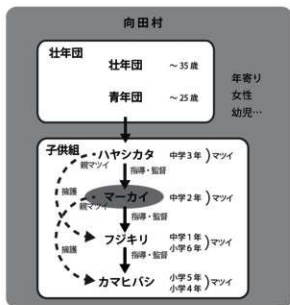 向田村
壮年団
壮年団 ～35歳
青年団 ～25歳
年寄り
女性
幼児…
子供組
ハヤシカタ 中学3年 マツイ
親マツイ
指導・監督
擁護
マーカイ 中学2年 マツイ
親マツイ
指導・監督
フジキリ 中学1年 小学6年 マツイ
擁護
指導・監督
カマヒバシ 小学5年 小学4年 マツイ